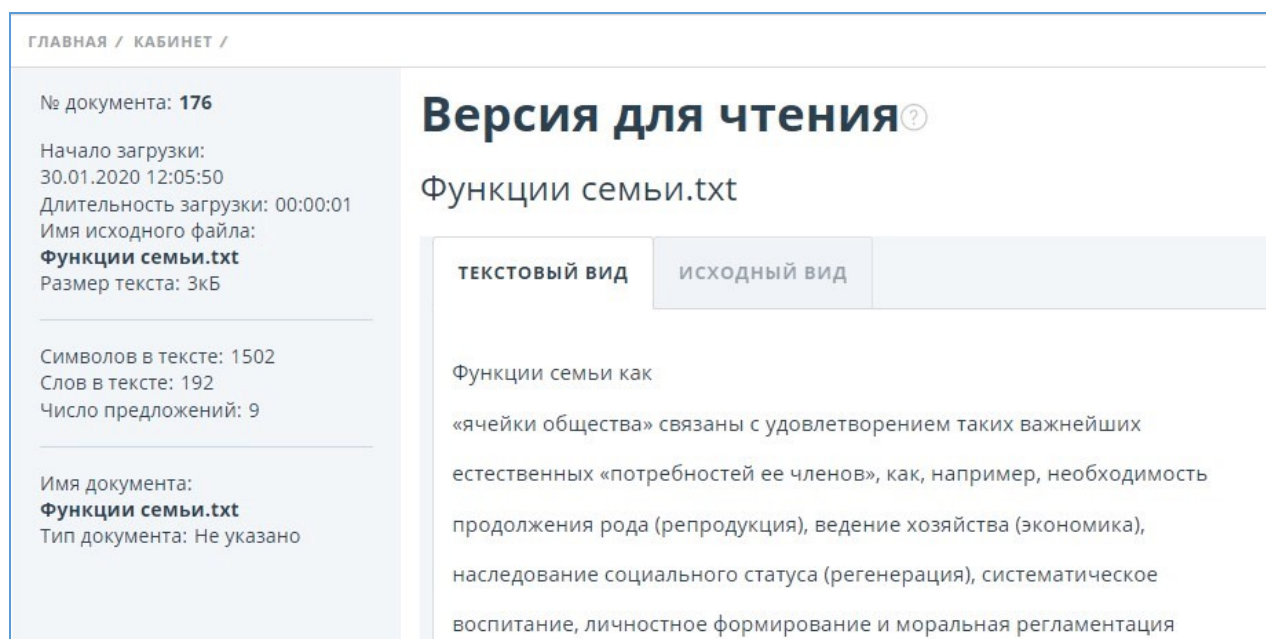 ГЛАВНАЯ / КАБИНЕТ /
№ документа: 176
Начало загрузки:
30.01.2020 12:05:50
Длительность загрузки: 00:00:01
Имя исходного файла:
Функции семьи.txt
Размер текста: 3кБ
Символов в тексте: 1502
Слов в тексте: 192
Число предложений: 9
Имя документа:
Функции семьи.txt
Тип документа: Не указано
Версия для чтения ?
Функции семьи.txt
ТЕКСТОВЫЙ ВИД
ИСХОДНЫЙ ВИД
Функции семьи как
«ячейки общества» связаны с удовлетворением таких важнейших
естественных «потребностей ее членов», как, например, необходимость
продолжения рода (репродукция), ведение хозяйства (экономика),
наследование социального статуса (регенерация), систематическое
воспитание, личностное формирование и моральная регламентация